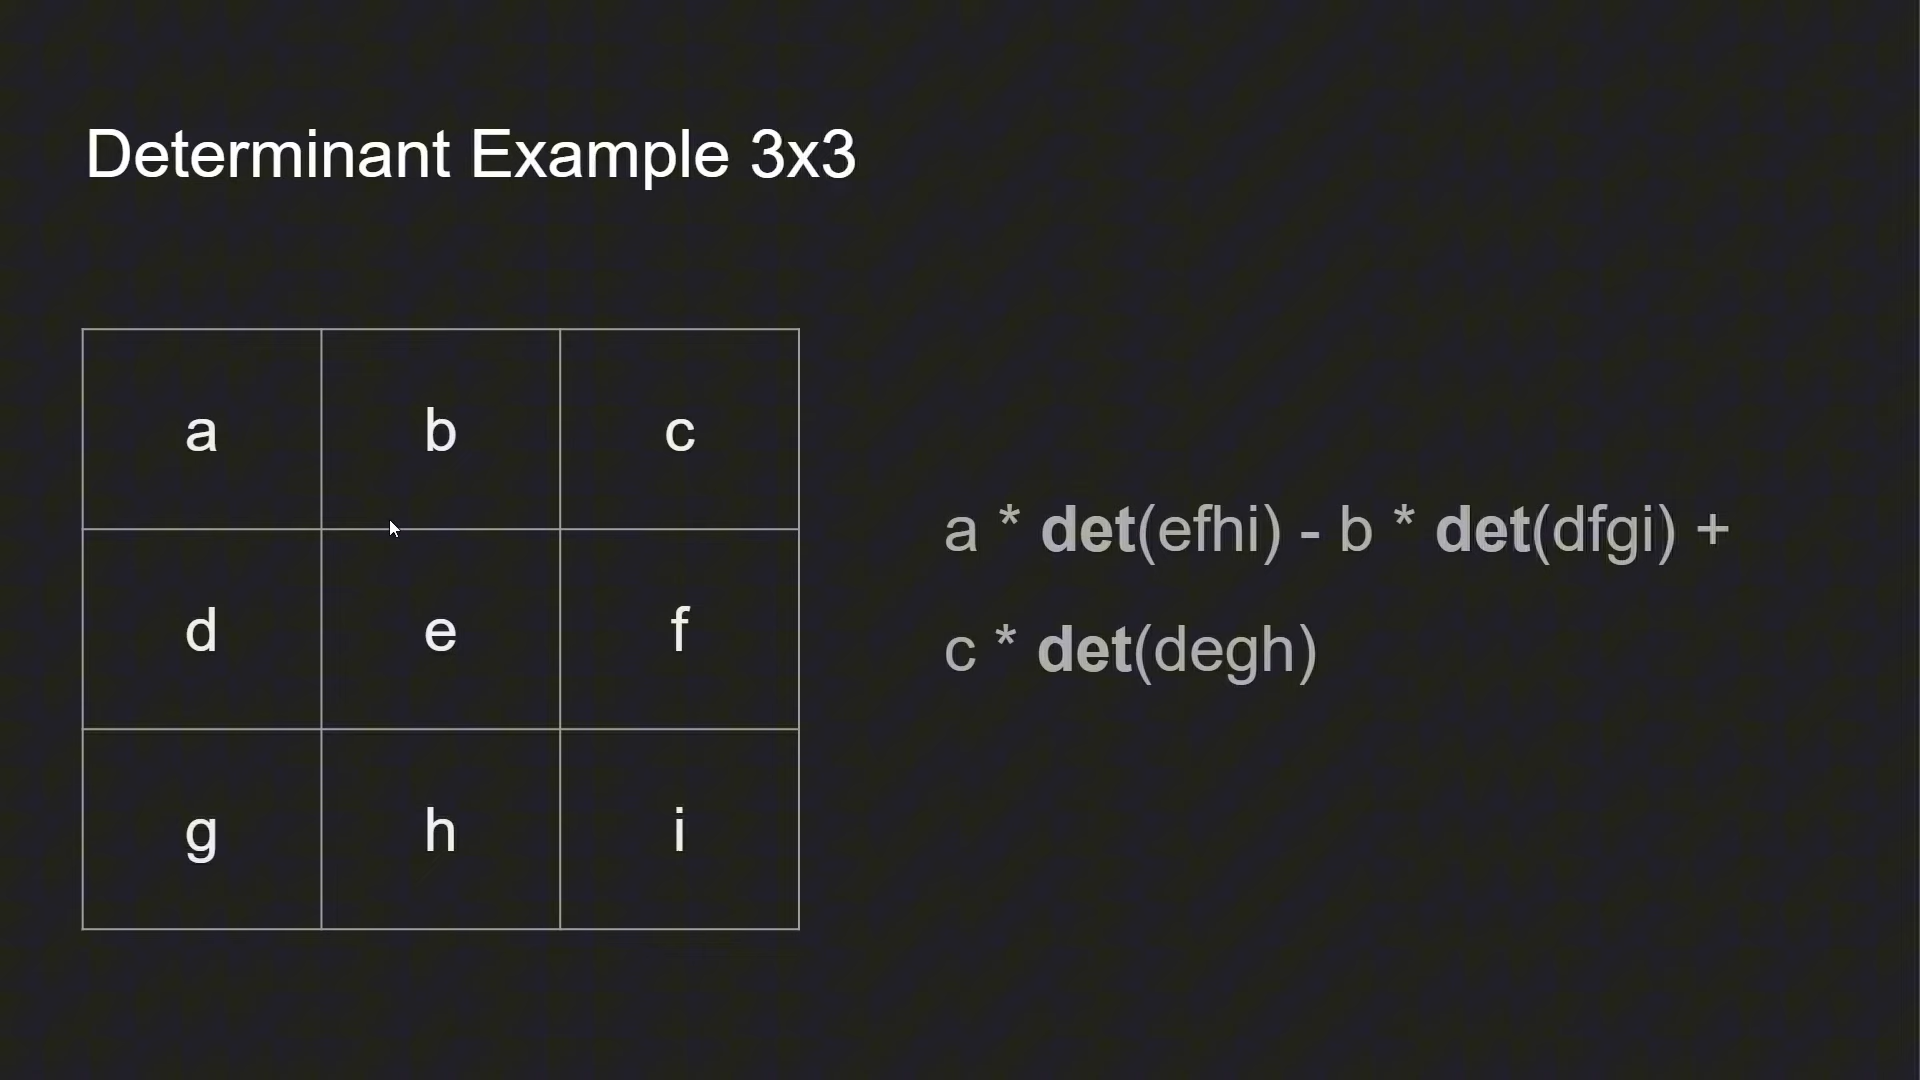 Determinant Example 3x3
a b c
d e f
g h i
a * det(efhi) - b * det(dfgi) +
c * det(degh)